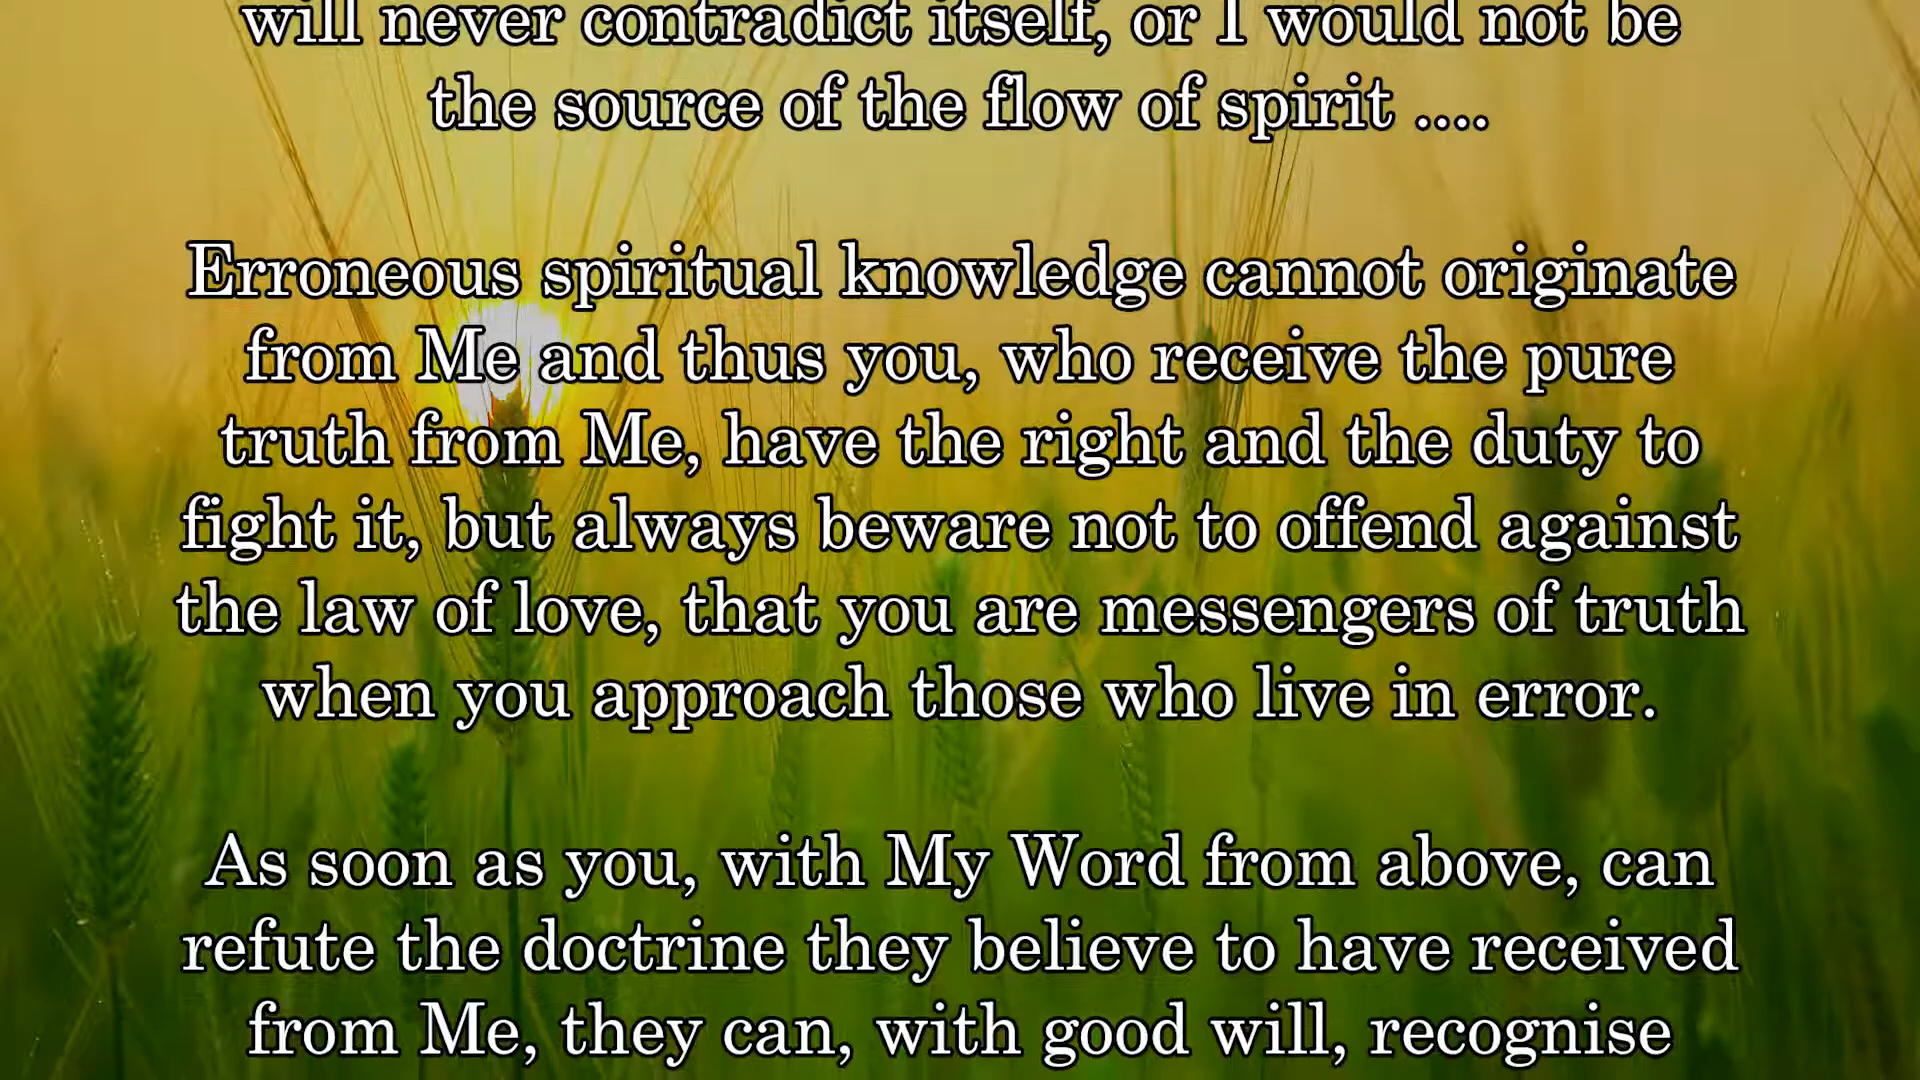 will never contradict itself, or I would not be
the source of the flow of spirit ....
Erroneous spiritual knowledge cannot originate
from Me and thus you, who receive the pure
truth from Me, have the right and the duty to
fight it, but always beware not to offend against
the law of love, that you are messengers of truth
when you approach those who live in error.
As soon as you, with My Word from above, can
refute the doctrine they believe to have received
from Me, they can, with good will, recognise